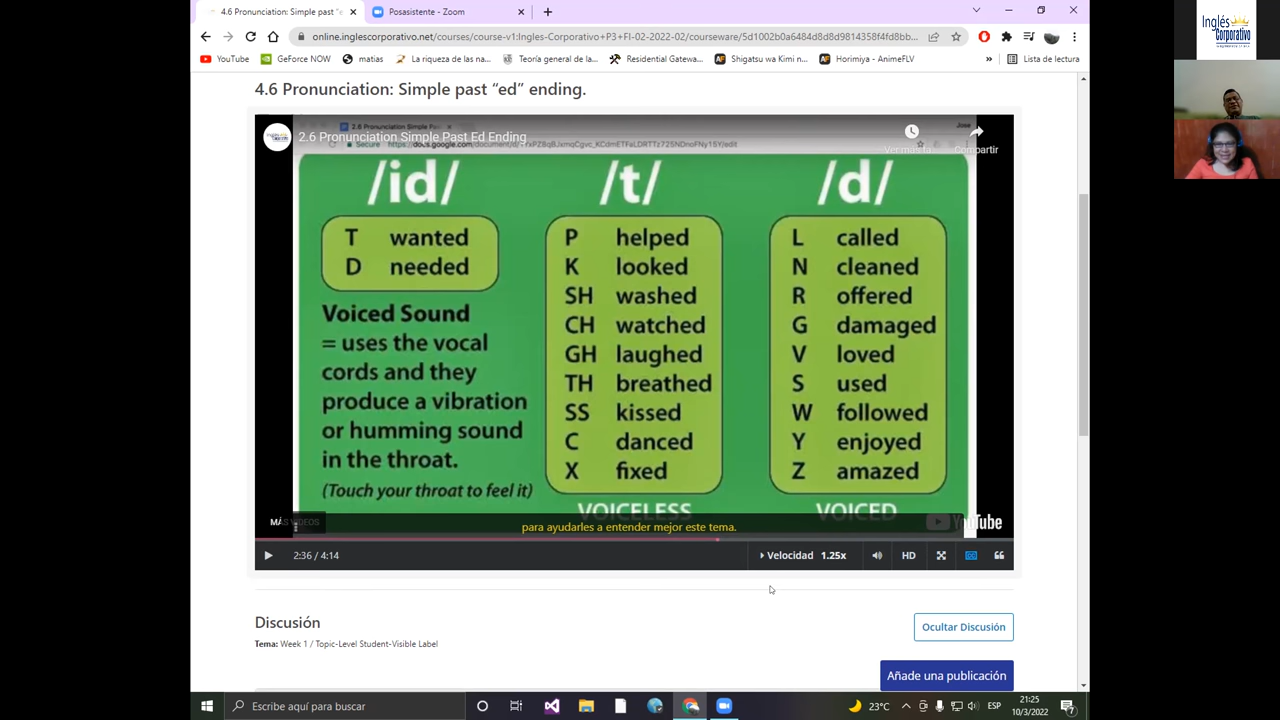 4.6 Pronunciation: Simple past "e
Posasistente - Zoom
online.inglescorporativo.net/courses/course-v1:Ingles-Corporativo+P3+FI-02-2022-02/courseware/5d1002b0a6484d8d8d9814358f4fd8bb...
YouTube
GeForce NOW
matias
La riqueza de las na...
Teoría general de la...
Residential Gatewa...
Shigatsu wa Kimi n...
Horimiya - AnimeFLV
»
Lista de lectura
4.6 Pronunciation: Simple past "ed" ending.
2.6 Pronunciation Simple Past Ed Ending
Secure
Compartir
/id/ /t/ /d/
T wanted
D needed
Voiced Sound
= uses the vocal
cords and they
produce a vibration
or humming sound
in the throat.
(Touch your throat to feel it)
P helped
K looked
SH washed
CH watched
GH laughed
TH breathed
SS kissed
C danced
X fixed
VOICELESS
L called
N cleaned
R offered
G damaged
V loved
S used
W followed
Y enjoyed
Z amazed
VOICED
MÁS VIDEOS
para ayudarles a entender mejor este tema.
YouTube
2:36 / 4:14
Velocidad 1.25x
HD
Discusión
Ocultar Discusión
Tema: Week 1 / Topic-Level Student-Visible Label
Añade una publicación
Escribe aquí para buscar
23°C
ESP
21:25
10/3/2022
Inglés
Corporativo